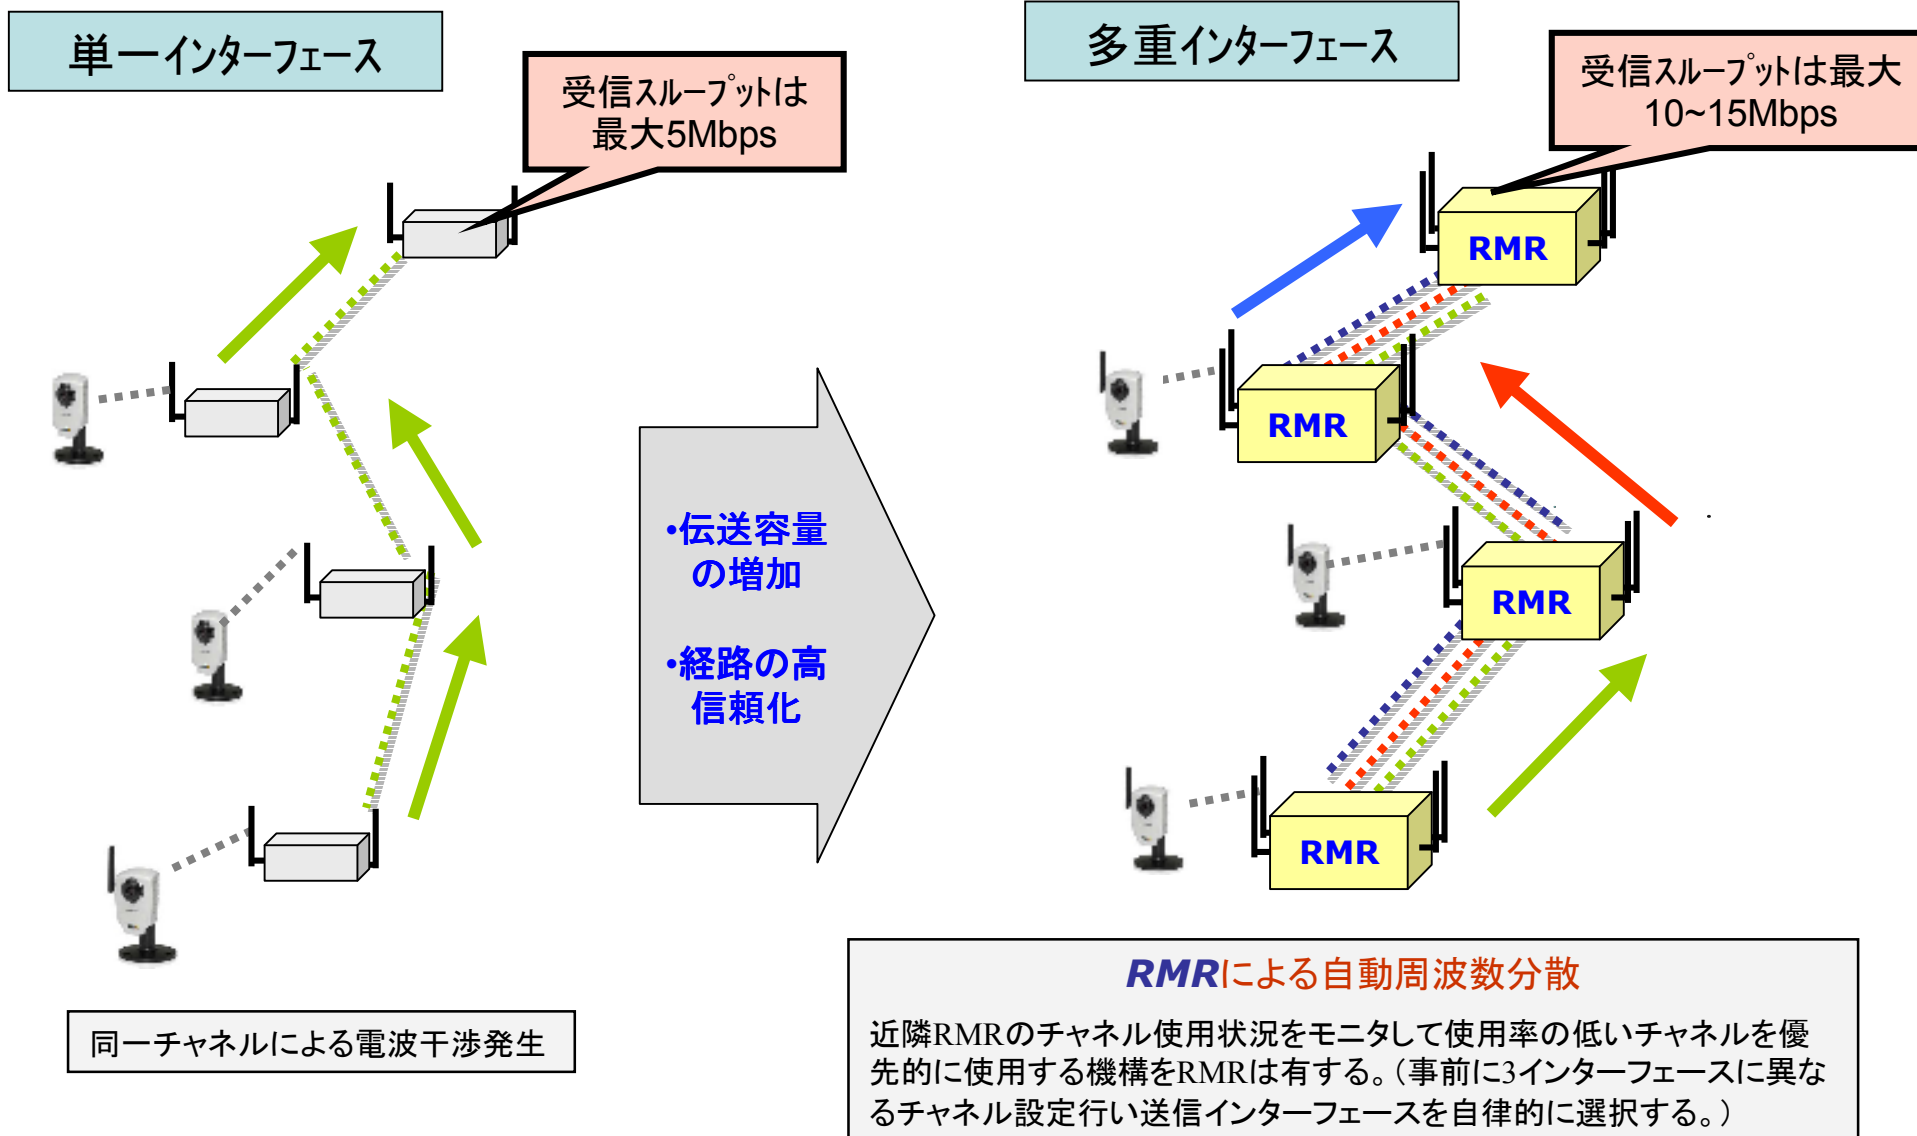 単一インターフェース
受信スループットは
最大5Mbps
多重インターフェース
受信スループットは最大
10~15Mbps
RMR
RMR
RMR
RMR
・伝送容量
の増加
・経路の高
信頼化
同一チャネルによる電波干渉発生
RMRによる自動周波数分散
近隣RMRのチャネル使用状況をモニタして使用率の低いチャネルを優
先的に使用する機構をRMRは有する。（事前に3インターフェースに異な
るチャネル設定行い送信インターフェースを自律的に選択する。）